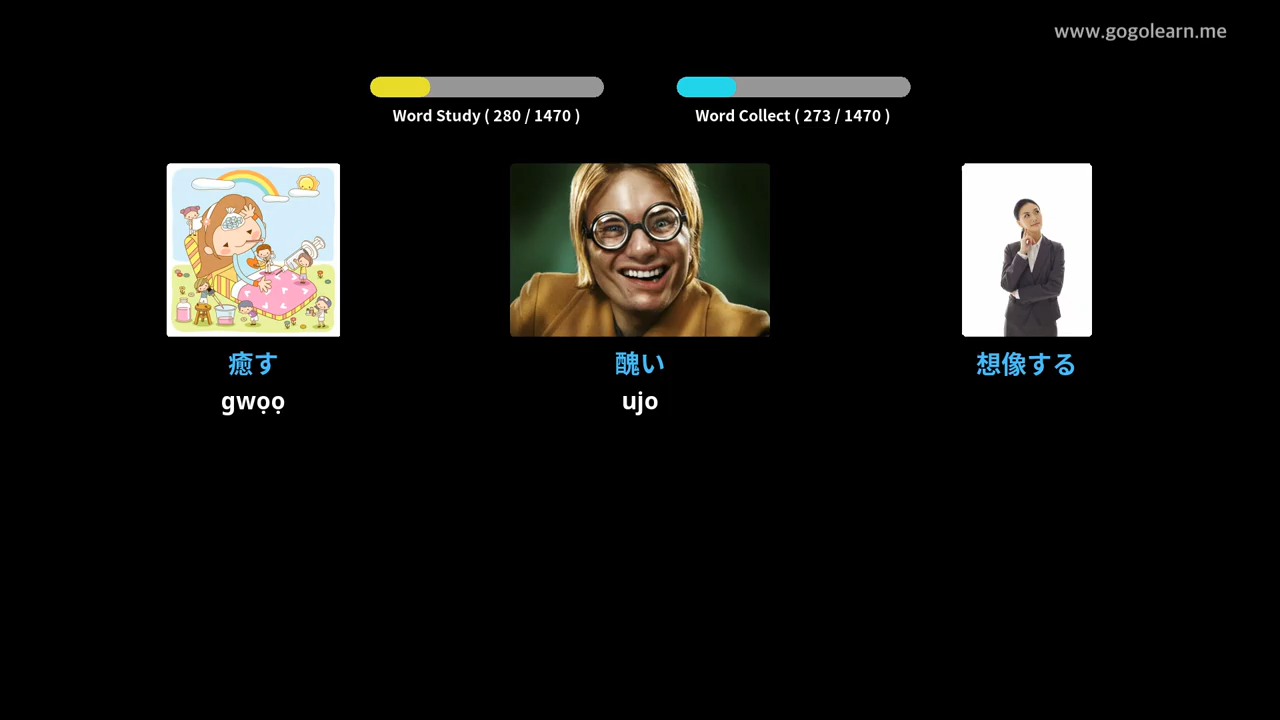 www.gogolearn.me
Word Study ( 280 / 1470 )
Word Collect ( 273 / 1470 )
癒す
醜い
想像する
gwọọ
ujo